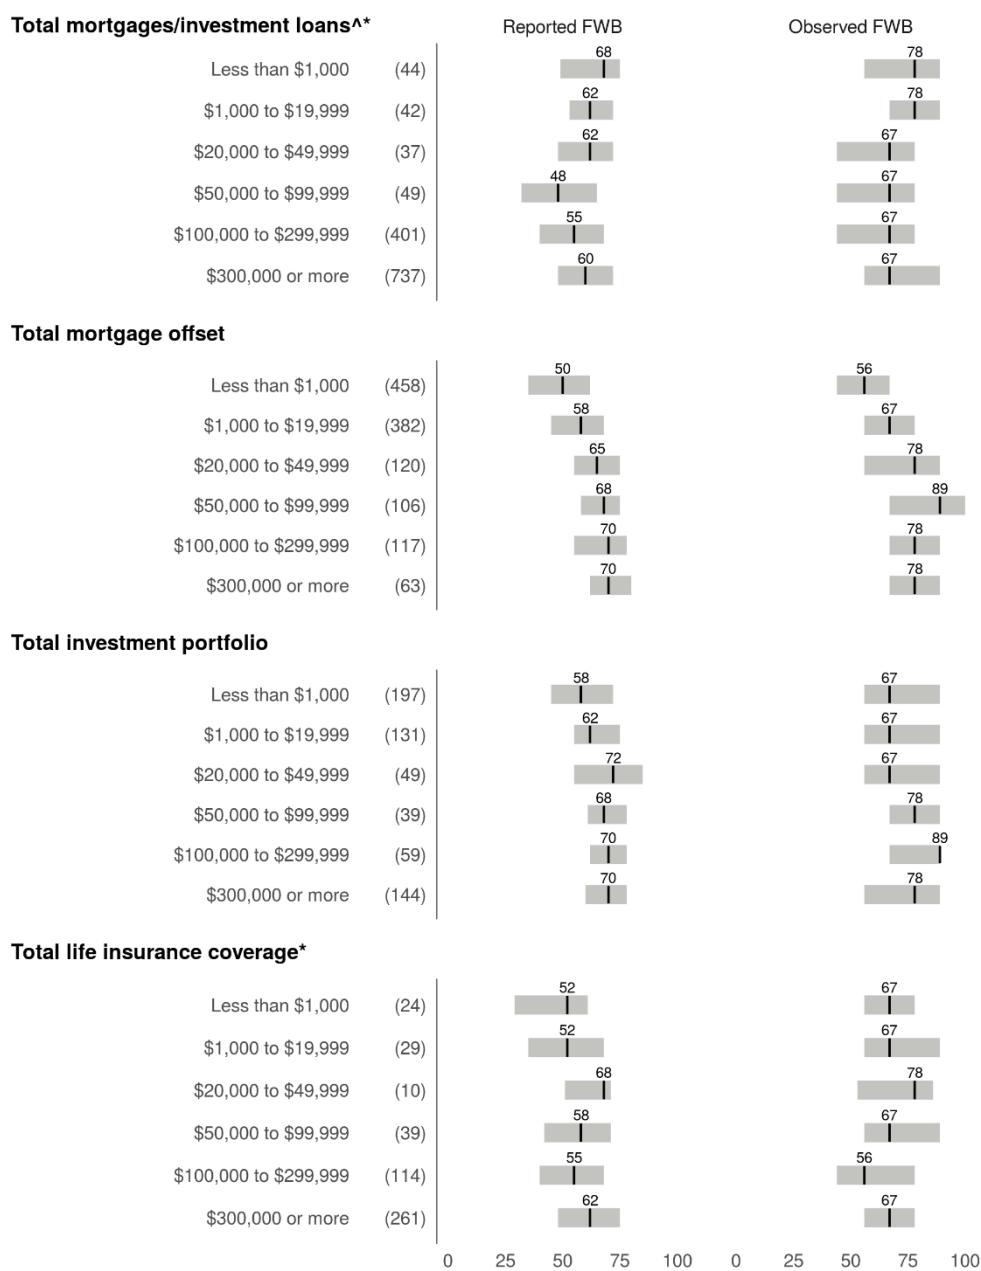 Total mortgages/investment loans^* Reported FWB Observed FWB
68 78
Less than $1,000 (44)
62 78
$1,000 to $19,999 (42)
62 67
$20,000 to $49,999 (37)
48 67
$50,000 to $99,999 (49)
55 67
$100,000 to $299,999 (401)
60 67
$300,000 or more (737)
Total mortgage offset
50 56
Less than $1,000 (458)
58 67
$1,000 to $19,999 (382)
65 78
$20,000 to $49,999 (120)
68 89
$50,000 to $99,999 (106)
70 78
$100,000 to $299,999 (117)
70 78
$300,000 or more (63)
Total investment portfolio
58 67
Less than $1,000 (197)
62 67
$1,000 to $19,999 (131)
72 67
$20,000 to $49,999 (49)
68 78
$50,000 to $99,999 (39)
70 89
$100,000 to $299,999 (59)
70 78
$300,000 or more (144)
Total life insurance coverage*
52 67
Less than $1,000 (24)
52 67
$1,000 to $19,999 (29)
68 78
$20,000 to $49,999 (10)
58 67
$50,000 to $99,999 (39)
55 56
$100,000 to $299,999 (114)
62 67
$300,000 or more (261)
0 25 50 75 100 0 25 50 75 100